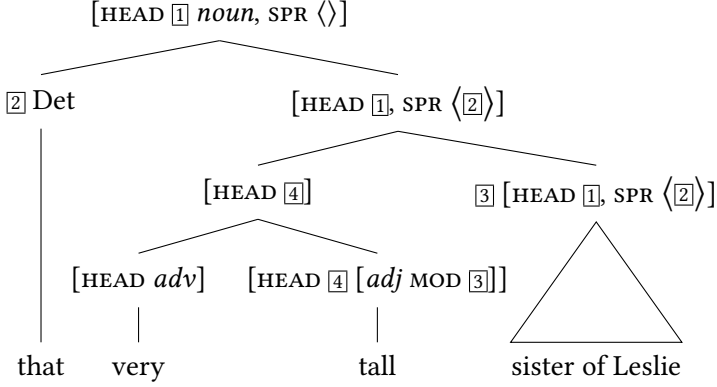 [HEAD 1 noun, SPR ⟨⟩]
2 Det [HEAD 1, SPR ⟨2⟩]
[HEAD 4] 3 [HEAD 1, SPR ⟨2⟩]
[HEAD adv] [HEAD 4 [adj MOD 3]]
that very tall sister of Leslie